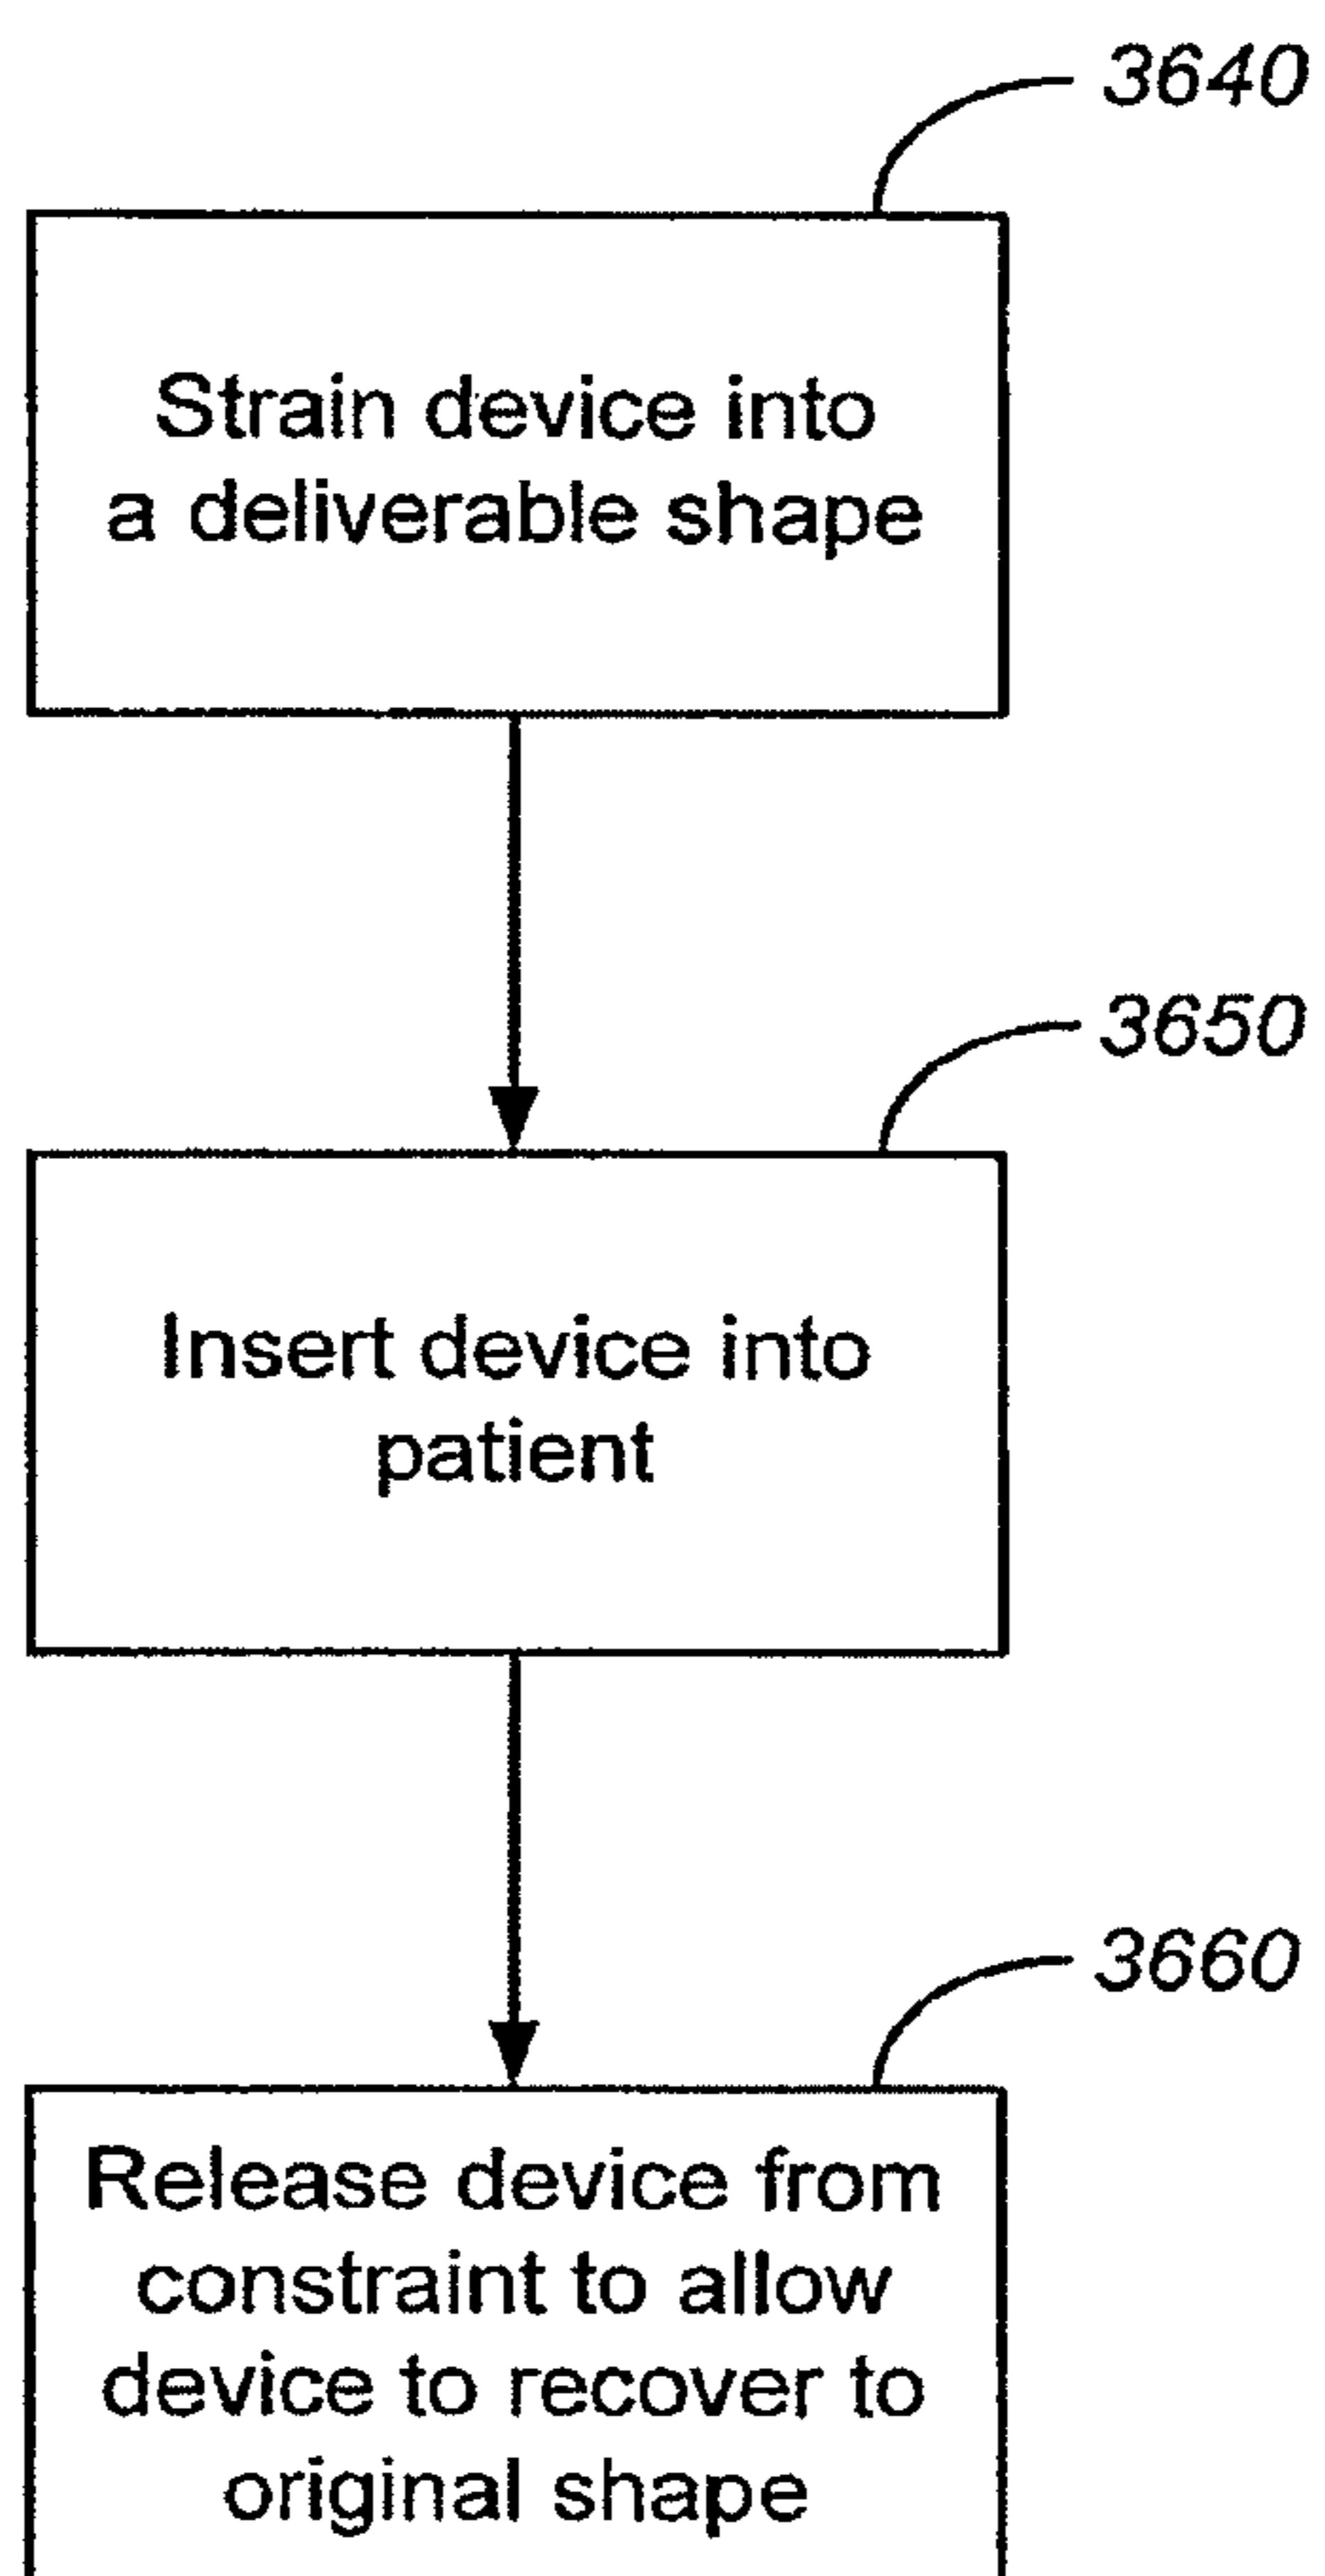 3640
Strain device into
a deliverable shape
3650
Insert device into
patient
3660
Release device from
constraint to allow
device to recover to
original shape